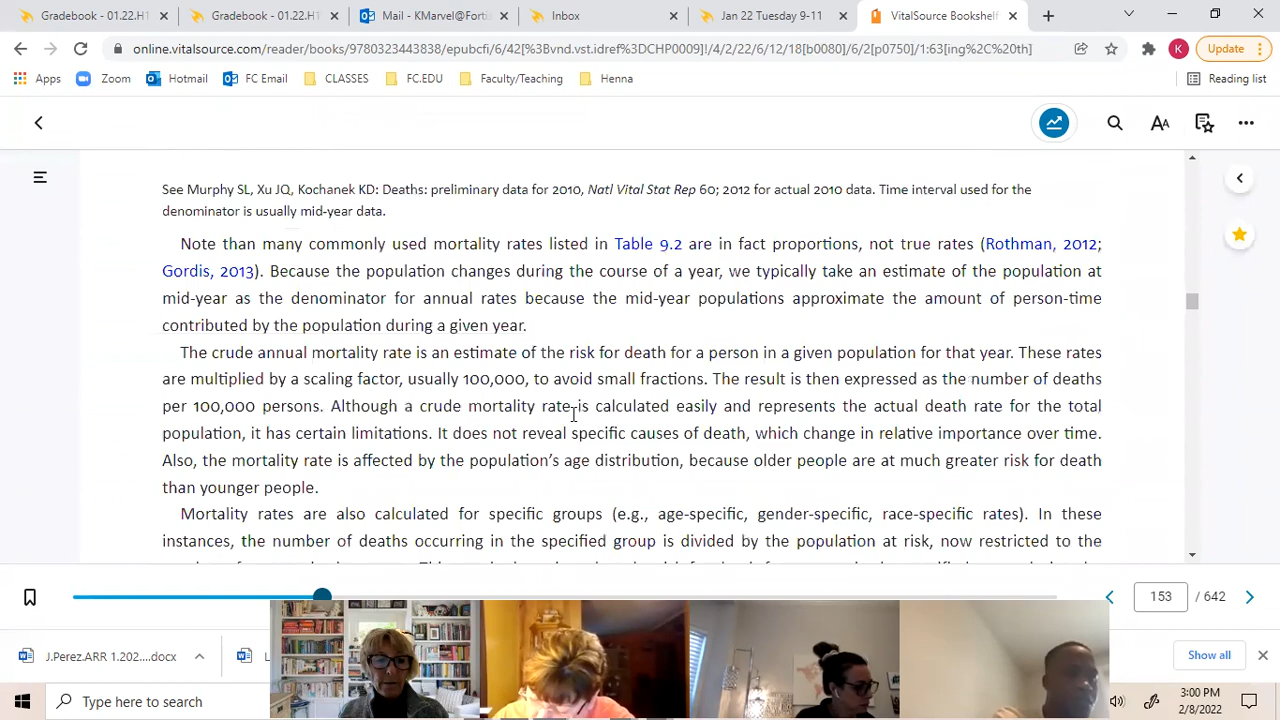 Gradebook - 01.22.H1
Gradebook - 01.22.H1
Mail - KMarvel@Forti
Inbox
Jan 22 Tuesday 9-11
VitalSource Bookshelf
online.vitalsource.com/reader/books/9780323443838/epubcfi/6/42[%3Bvnd.vst.idref%3DCHP0009]!/4/2/22/6/12/18[b0080]/6/2[p0750]/1:63[ing%2C%20th]
K
Update
Apps
Zoom
Hotmail
FC Email
CLASSES
FC.EDU
Faculty/Teaching
Henna
Reading list
See Murphy SL, Xu JQ, Kochanek KD: Deaths: preliminary data for 2010, Natl Vital Stat Rep 60; 2012 for actual 2010 data. Time interval used for the
denominator is usually mid-year data.
Note than many commonly used mortality rates listed in Table 9.2 are in fact proportions, not true rates (Rothman, 2012;
Gordis, 2013). Because the population changes during the course of a year, we typically take an estimate of the population at
mid-year as the denominator for annual rates because the mid-year populations approximate the amount of person-time
contributed by the population during a given year.
The crude annual mortality rate is an estimate of the risk for death for a person in a given population for that year. These rates
are multiplied by a scaling factor, usually 100,000, to avoid small fractions. The result is then expressed as the number of deaths
per 100,000 persons. Although a crude mortality rate is calculated easily and represents the actual death rate for the total
population, it has certain limitations. It does not reveal specific causes of death, which change in relative importance over time.
Also, the mortality rate is affected by the population's age distribution, because older people are at much greater risk for death
than younger people.
Mortality rates are also calculated for specific groups (e.g., age-specific, gender-specific, race-specific rates). In these
instances, the number of deaths occurring in the specified group is divided by the population at risk, now restricted to the
153 / 642
J.Perez.ARR 1.202....docx
Show all
Type here to search
3:00 PM
2/8/2022